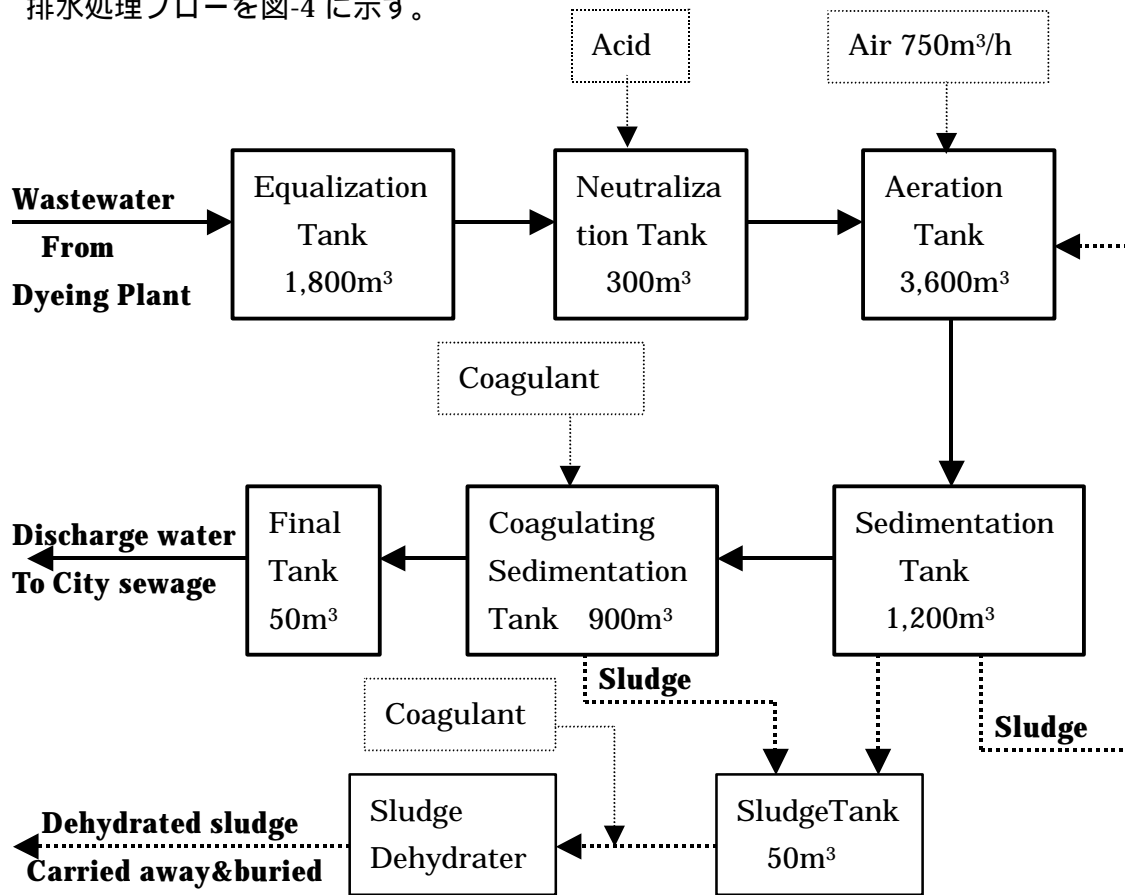 排水処理フローを図-4 に示す。
Acid
Air 750m³/h
Wastewater
From
Dyeing Plant
Equalization
Tank
1,800m³
Neutraliza
tion Tank
300m³
Aeration
Tank
3,600m³
Coagulant
Discharge water
To City sewage
Final
Tank
50m³
Coagulating
Sedimentation
Tank 900m³
Sedimentation
Tank
1,200m³
Sludge
Coagulant
Sludge
Dehydrated sludge
Carried away&buried
Sludge
Dehydrater
SludgeTank
50m³